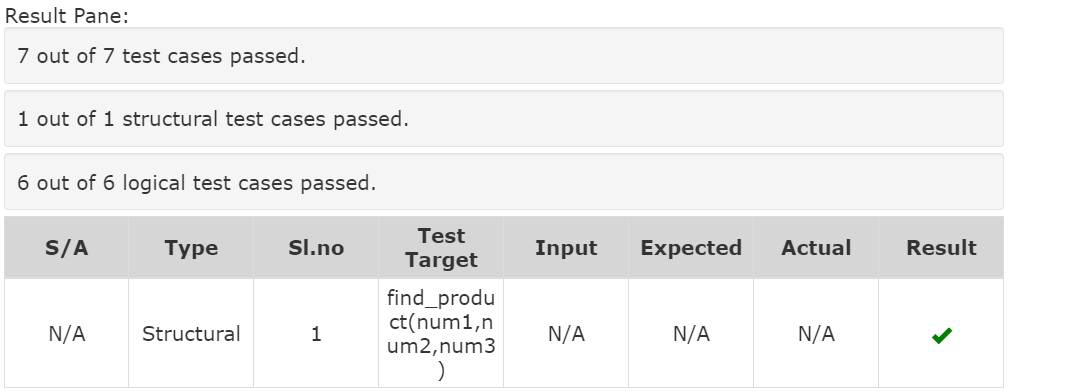 Result Pane:
7 out of 7 test cases passed.
1 out of 1 structural test cases passed.
6 out of 6 logical test cases passed.
S/A Type Sl.no Test Target Input Expected Actual Result
N/A Structural 1 find_produ N/A N/A N/A
ct(num1,n
um2,num3
)